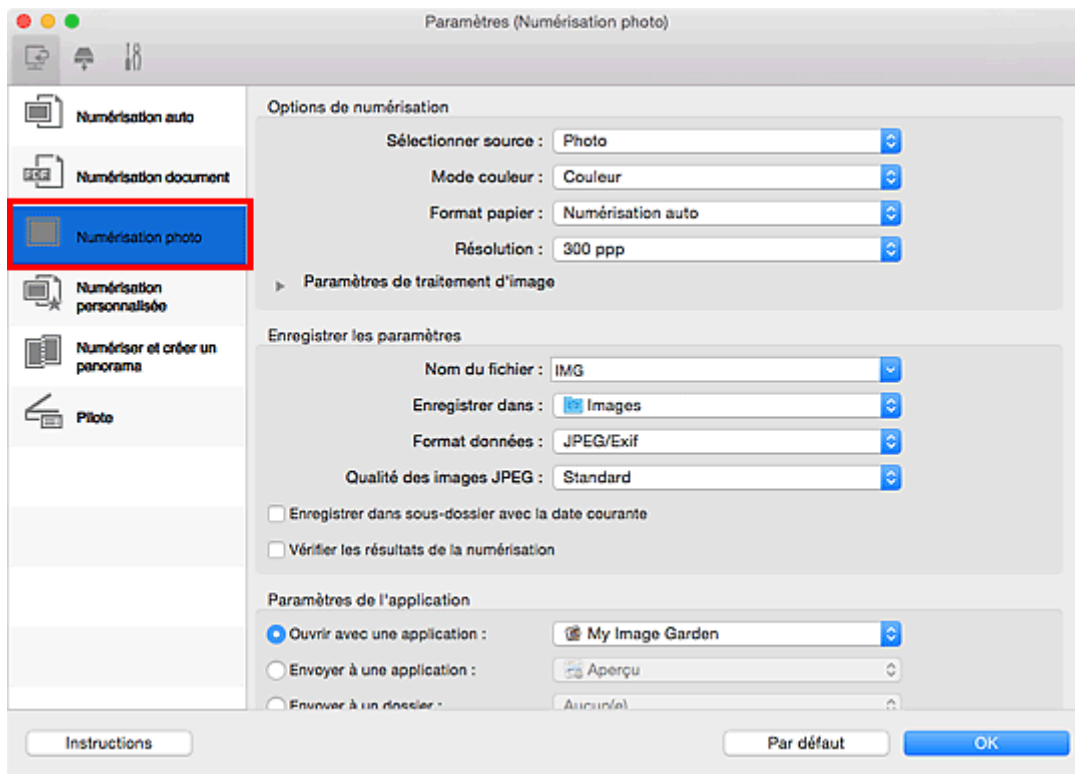 Paramètres (Numérisation photo)
Numérisation auto
Numérisation document
Numérisation photo
Numérisation
personnalisée
Numériser et créer un
panorama
Pilote
Options de numérisation
Sélectionner source : Photo
Mode couleur : Couleur
Format papier : Numérisation auto
Résolution : 300 ppp
Paramètres de traitement d'image
Enregistrer les paramètres
Nom du fichier : IMG
Enregistrer dans : Images
Format données : JPEG/Exif
Qualité des images JPEG : Standard
Enregistrer dans sous-dossier avec la date courante
Vérifier les résultats de la numérisation
Paramètres de l'application
Ouvrir avec une application : My Image Garden
Envoyer à une application : Aperçu
Envoyer à un dossier : Aucun(e)
Instructions
Par défaut
OK